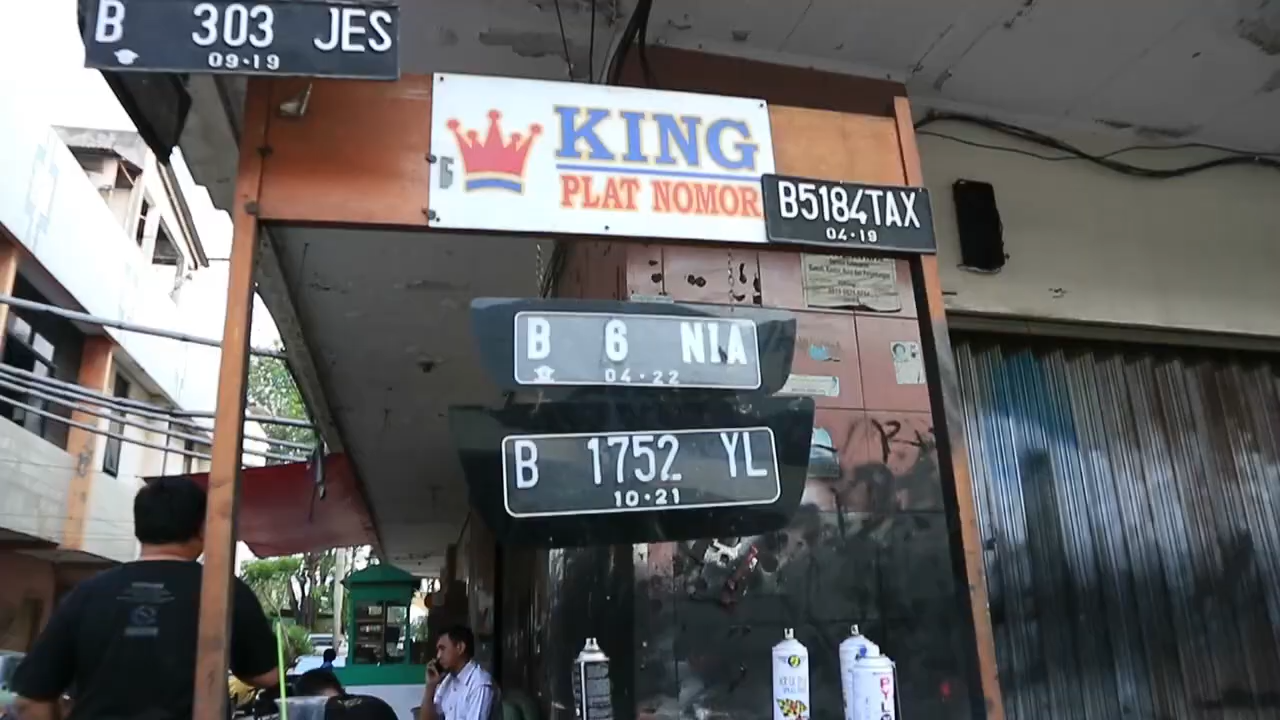 B 303 JES
09·19
KING
PLAT NOMOR
B5184TAX
04·19
B 6 NIA
04·22
B 1752 YL
10·21